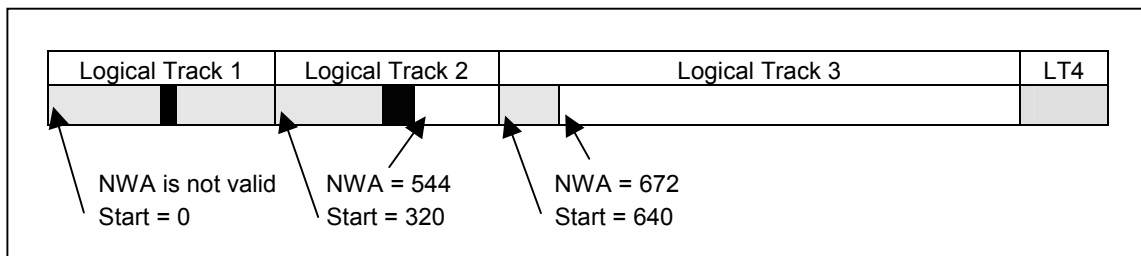 Logical Track 1 Logical Track 2 Logical Track 3 LT4
NWA is not valid NWA = 544 NWA = 672
Start = 0 Start = 320 Start = 640